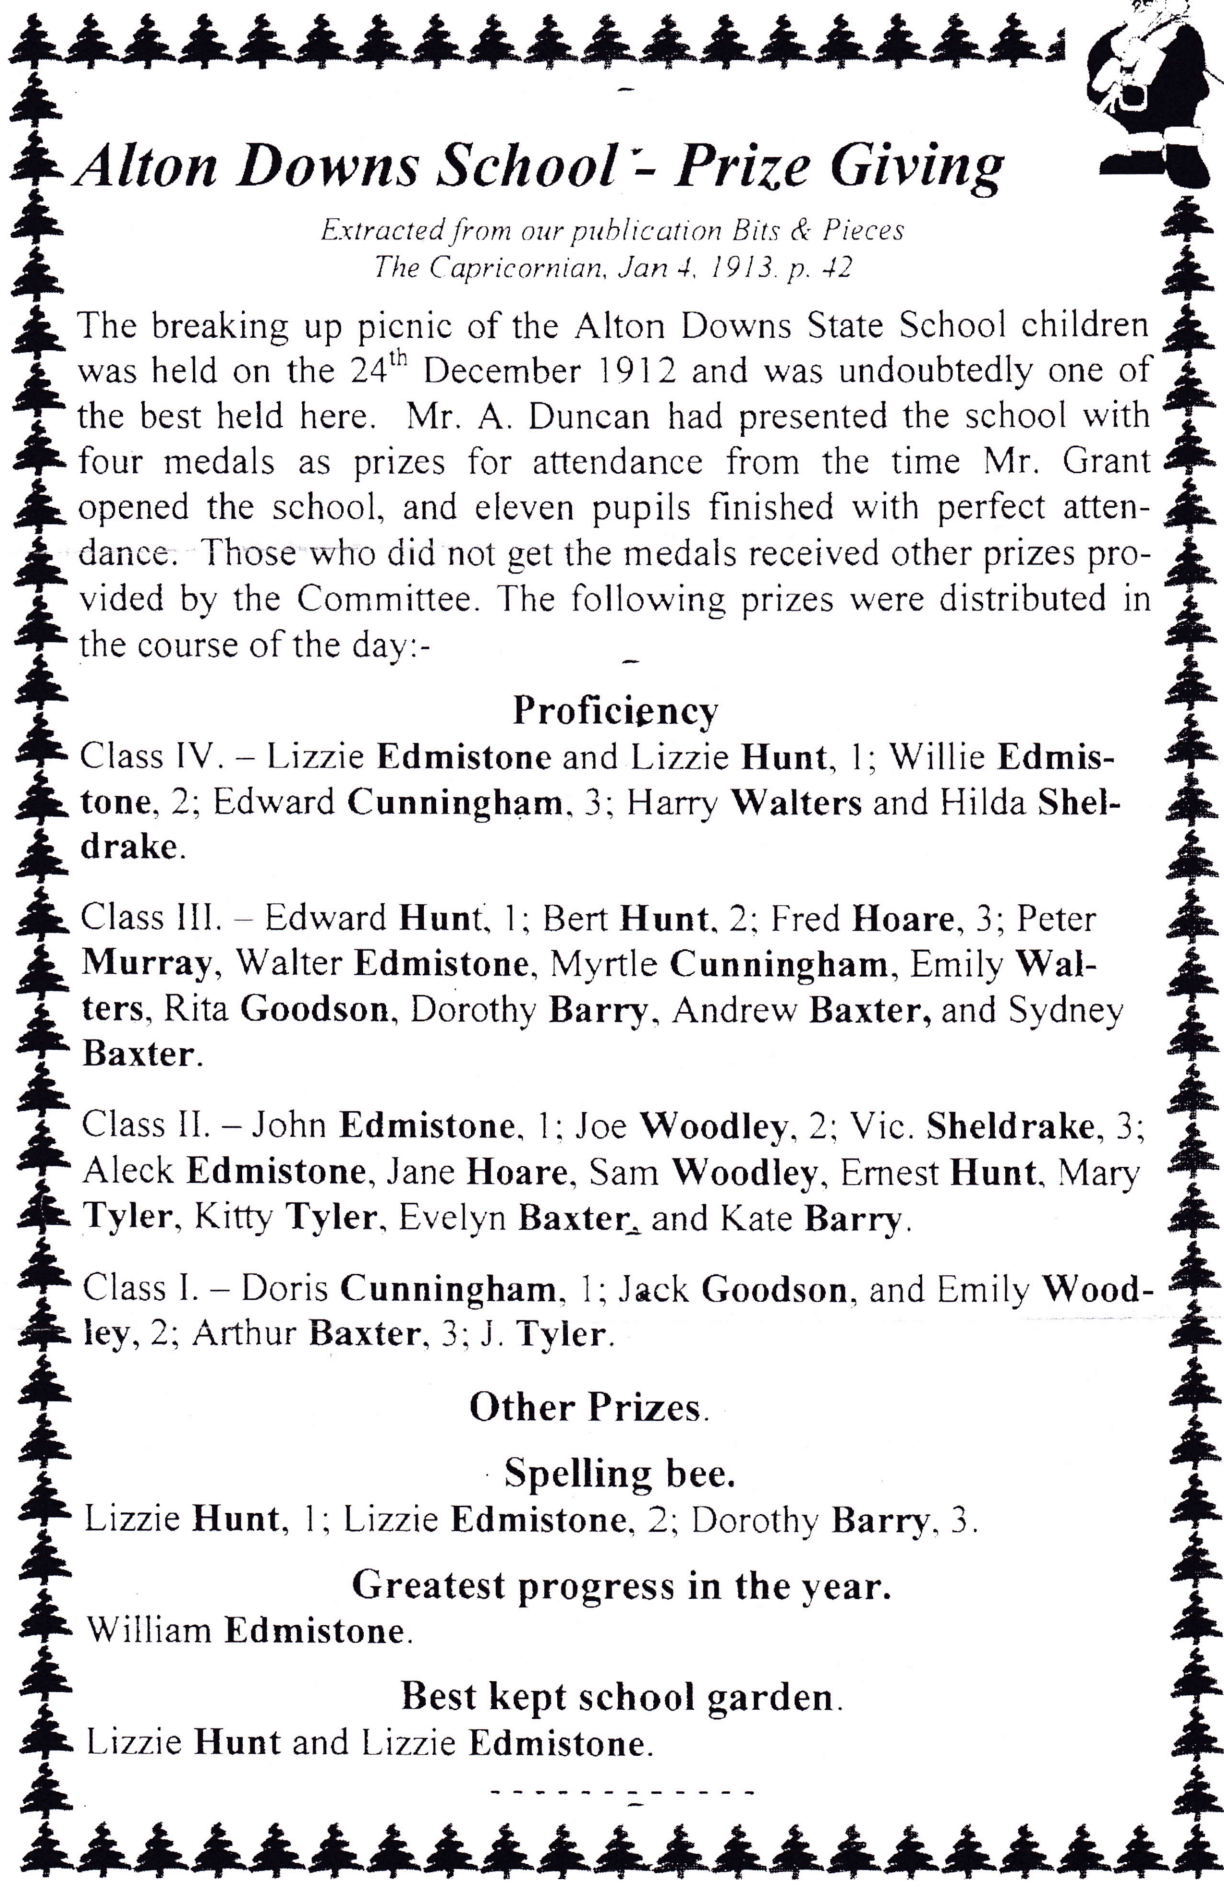 Alton Downs School - Prize Giving
Extracted from our publication Bits & Pieces
The Capricornian, Jan 4, 1913. p. 42
The breaking up picnic of the Alton Downs State School children
was held on the 24th December 1912 and was undoubtedly one of
the best held here. Mr. A. Duncan had presented the school with
four medals as prizes for attendance from the time Mr. Grant
opened the school, and eleven pupils finished with perfect atten-
dance. Those who did not get the medals received other prizes pro-
vided by the Committee. The following prizes were distributed in
the course of the day:-
Proficiency
Class IV. – Lizzie Edmistone and Lizzie Hunt, 1; Willie Edmis-
tone, 2; Edward Cunningham, 3; Harry Walters and Hilda Shel-
drake.
Class III. – Edward Hunt, 1; Bert Hunt, 2; Fred Hoare, 3; Peter
Murray, Walter Edmistone, Myrtle Cunningham, Emily Wal-
ters, Rita Goodson, Dorothy Barry, Andrew Baxter, and Sydney
Baxter.
Class II. – John Edmistone, 1; Joe Woodley, 2; Vic. Sheldrake, 3;
Aleck Edmistone, Jane Hoare, Sam Woodley, Ernest Hunt, Mary
Tyler, Kitty Tyler, Evelyn Baxter, and Kate Barry.
Class I. – Doris Cunningham, 1; Jack Goodson, and Emily Wood-
ley, 2; Arthur Baxter, 3; J. Tyler.
Other Prizes.
Spelling bee.
Lizzie Hunt, 1; Lizzie Edmistone, 2; Dorothy Barry, 3.
Greatest progress in the year.
William Edmistone.
Best kept school garden.
Lizzie Hunt and Lizzie Edmistone.
------------